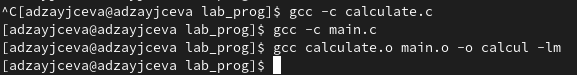 ^C[adzayjceva@adzayjceva lab_prog]$ gcc -c calculate.c
[adzayjceva@adzayjceva lab_prog]$ gcc -c main.c
[adzayjceva@adzayjceva lab_prog]$ gcc calculate.o main.o -o calcul -lm
[adzayjceva@adzayjceva lab_prog]$